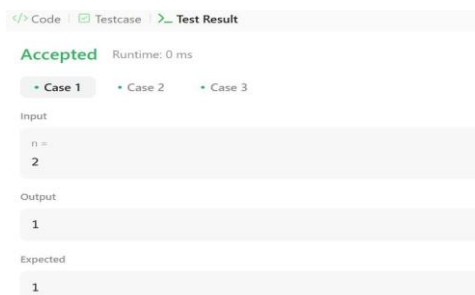 </> Code | Testcase | >_ Test Result
Accepted Runtime: 0 ms
• Case 1 • Case 2 • Case 3
Input
n =
2
Output
1
Expected
1